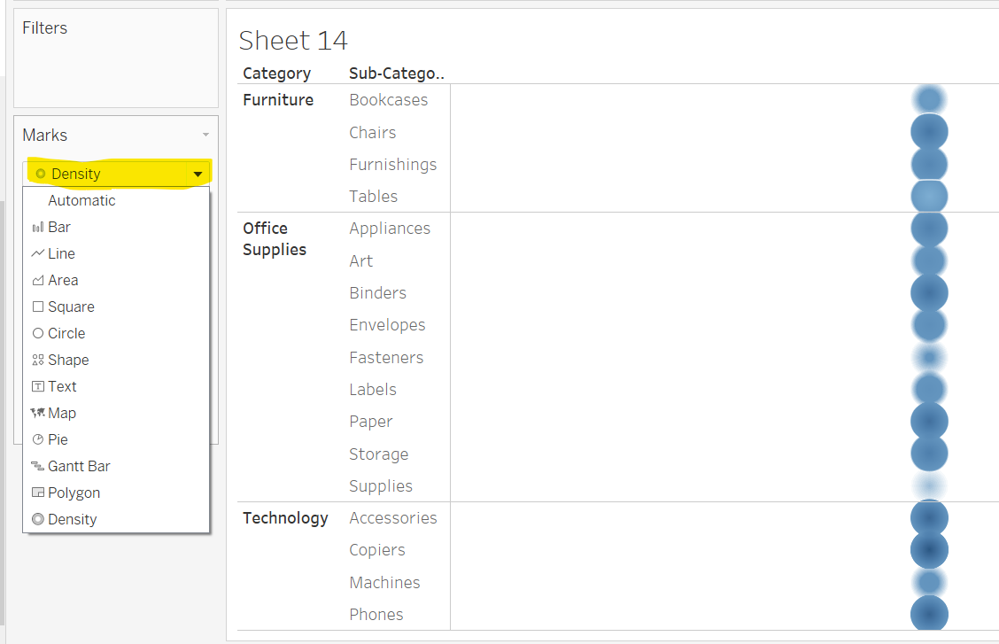 Filters
Marks
Density
Automatic
Bar
Line
Area
Square
Circle
Shape
Text
Map
Pie
Gantt Bar
Polygon
Density
Sheet 14
Category Sub-Catego..
Furniture Bookcases
Chairs
Furnishings
Tables
Office Appliances
Supplies
Art
Binders
Envelopes
Fasteners
Labels
Paper
Storage
Supplies
Technology Accessories
Copiers
Machines
Phones